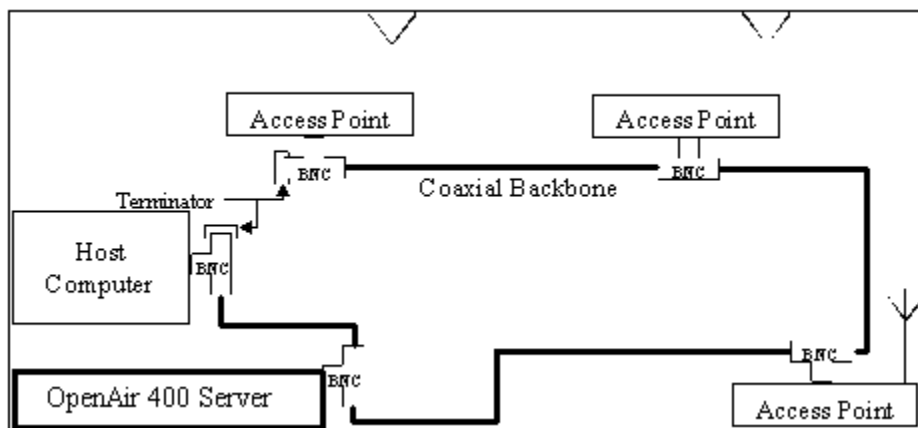 Access Point
Access Point
BNC
BNC
Coaxial Backbone
Terminator
Host
Computer
BNC
BNC
OpenAir 400 Server
BNC
Access Point